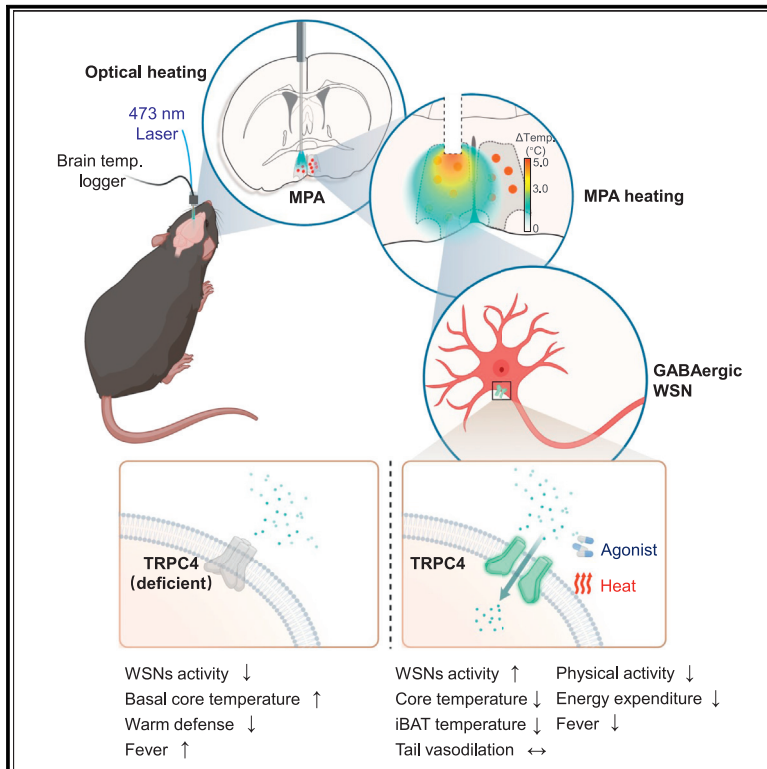 Optical heating
473 nm
Laser
Brain temp.
logger
MPA
ΔTemp.
(°C)
5.0
3.0
0
MPA heating
GABAergic
WSN
TRPC4
(deficient)
TRPC4
Agonist
Heat
WSNs activity ↓
Basal core temperature ↑
Warm defense ↓
Fever ↑
WSNs activity ↑
Core temperature ↓
iBAT temperature ↓
Tail vasodilation ↔
Physical activity ↓
Energy expenditure ↓
Fever ↓